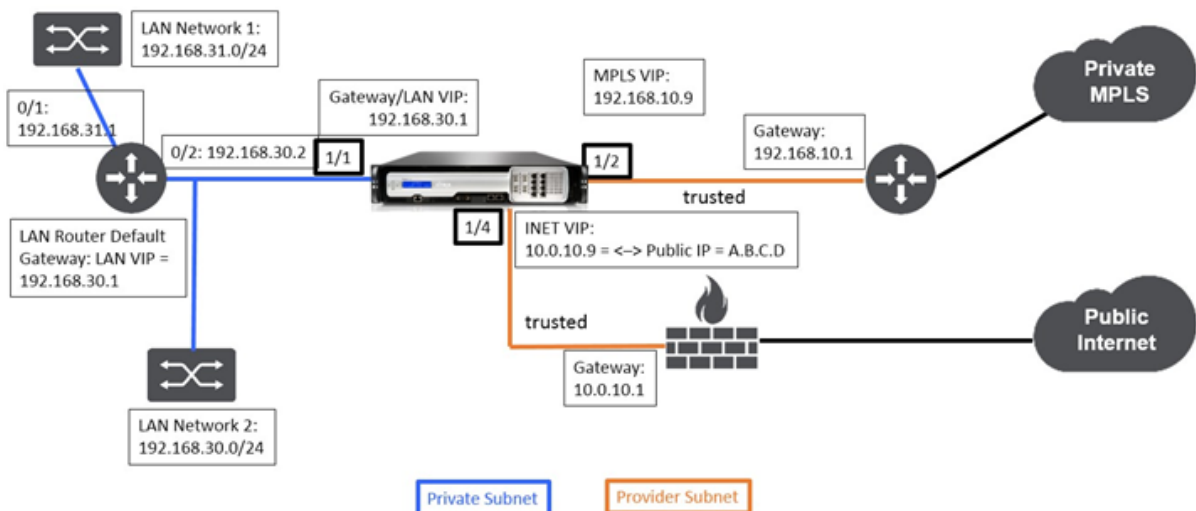 LAN Network 1:
192.168.31.0/24
0/1:
192.168.31.1
0/2: 192.168.30.2
1/1
Gateway/LAN VIP:
192.168.30.1
MPLS VIP:
192.168.10.9
1/2
trusted
Gateway:
192.168.10.1
Private
MPLS
LAN Router Default
Gateway: LAN VIP =
192.168.30.1
1/4
INET VIP:
10.0.10.9 = <–> Public IP = A.B.C.D
trusted
Gateway:
10.0.10.1
Public
Internet
LAN Network 2:
192.168.30.0/24
Private Subnet
Provider Subnet